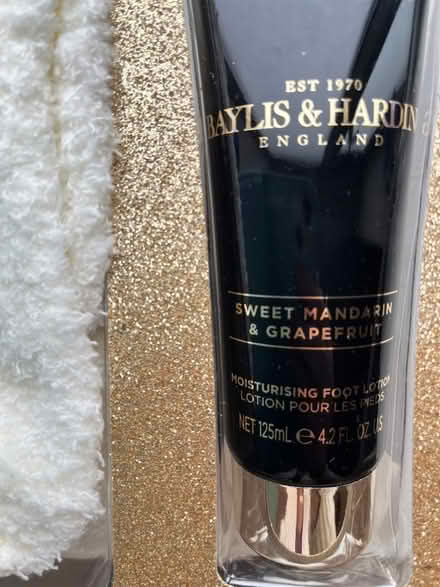 EST 1970
BAYLIS & HARDIN
ENGLAND
SWEET MANDARIN
& GRAPEFRUIT
MOISTURISING FOOT LOTION
LOTION POUR LES PIEDS
NET 125mL e 4.2 FL. OZ. US